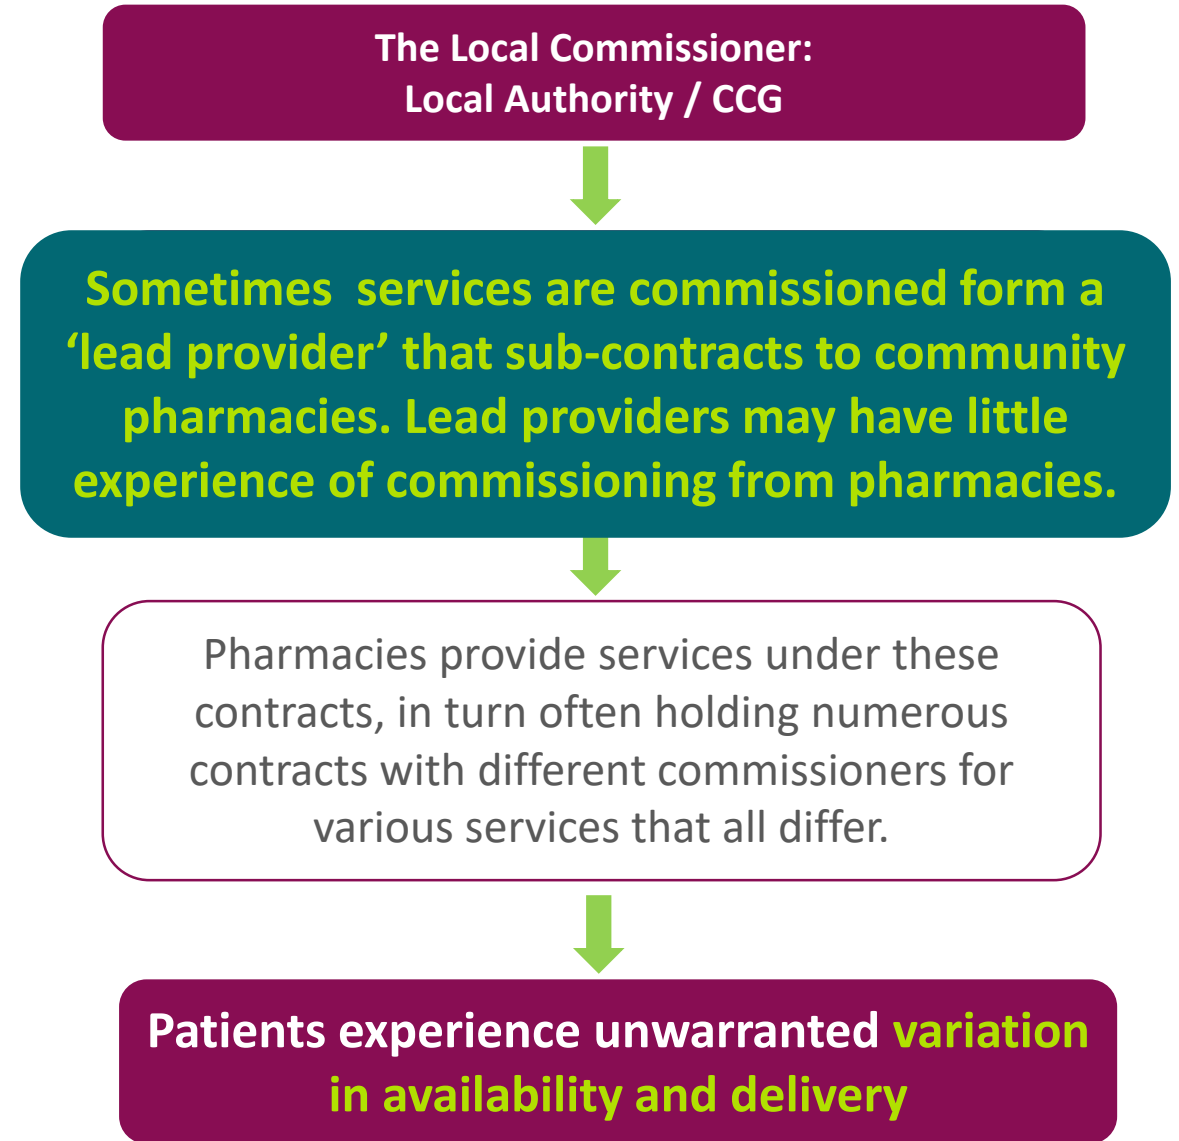 The Local Commissioner:
Local Authority / CCG
Sometimes  services are commissioned form a
‘lead provider’ that sub-contracts to community
pharmacies. Lead providers may have little
experience of commissioning from pharmacies.
Pharmacies provide services under these
contracts, in turn often holding numerous
contracts with different commissioners for
various services that all differ.
Patients experience unwarranted variation
in availability and delivery